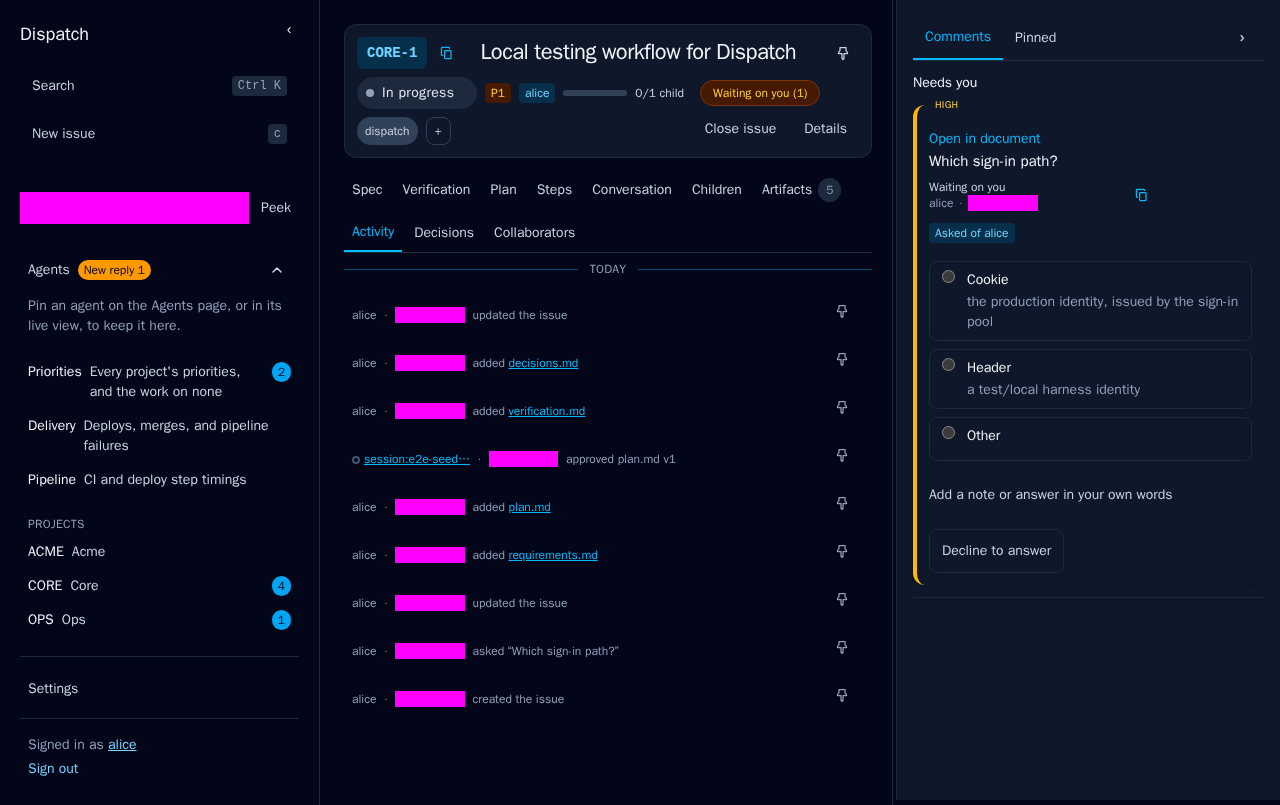 Dispatch
‹
Search
Ctrl K
New issue
C
Peek
Agents
New reply 1
Pin an agent on the Agents page, or in its
live view, to keep it here.
Priorities Every project's priorities,
and the work on none
2
Delivery Deploys, merges, and pipeline
failures
Pipeline CI and deploy step timings
PROJECTS
ACME Acme
CORE Core 4
OPS Ops 1
Settings
Signed in as alice
Sign out
CORE-1
Local testing workflow for Dispatch
In progress
P1
alice
0/1 child
Waiting on you (1)
dispatch
+
Close issue
Details
Spec Verification Plan Steps Conversation Children Artifacts 5
Activity Decisions Collaborators
TODAY
alice · updated the issue
alice · added decisions.md
alice · added verification.md
session:e2e-seed… · approved plan.md v1
alice · added plan.md
alice · added requirements.md
alice · updated the issue
alice · asked “Which sign-in path?”
alice · created the issue
Comments Pinned ›
Needs you
HIGH
Open in document
Which sign-in path?
Waiting on you
alice ·
Asked of alice
Cookie
the production identity, issued by the sign-in
pool
Header
a test/local harness identity
Other
Add a note or answer in your own words
Decline to answer